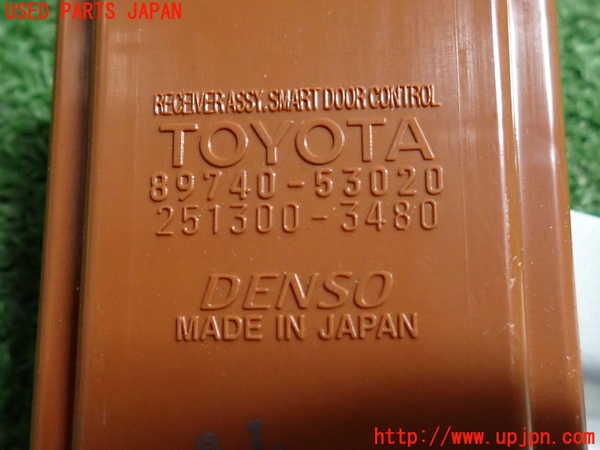 USED PARTS JAPAN
RECEIVER ASSY. SMART DOOR CONTROL
TOYOTA
89740-53020
251300-3480
DENSO
MADE IN JAPAN
http://www.upjon.com/